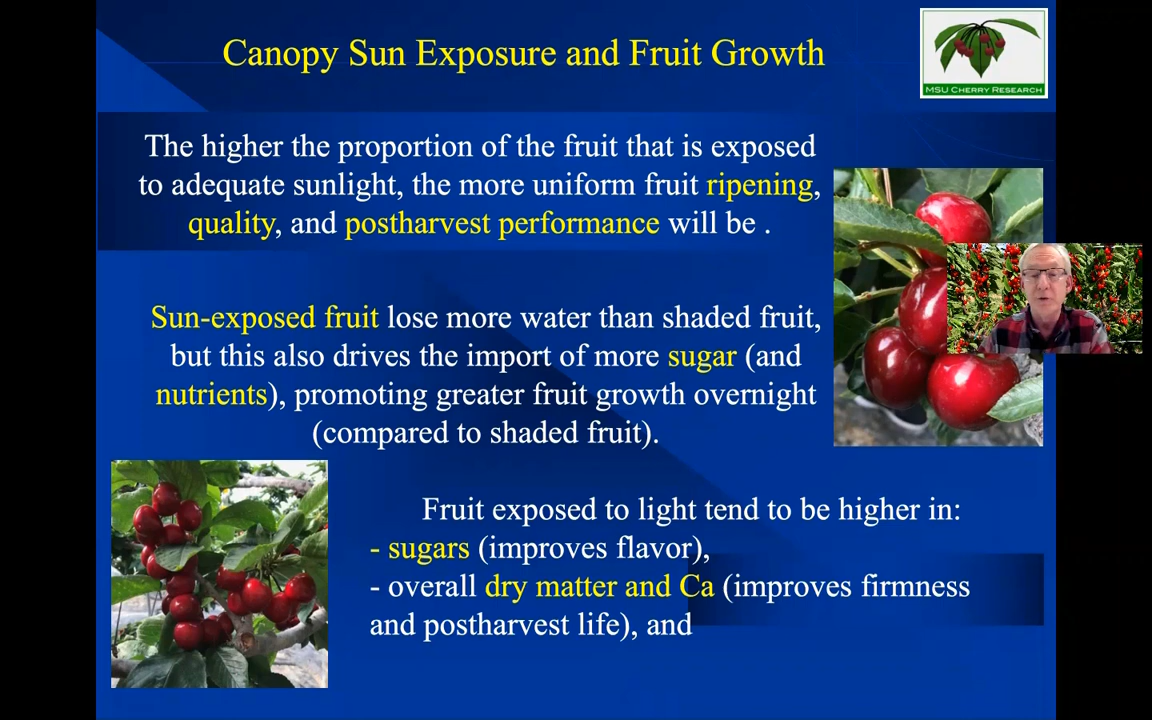 Canopy Sun Exposure and Fruit Growth
MSU CHERRY RESEARCH
The higher the proportion of the fruit that is exposed
to adequate sunlight, the more uniform fruit ripening,
quality, and postharvest performance will be .
Sun-exposed fruit lose more water than shaded fruit,
but this also drives the import of more sugar (and
nutrients), promoting greater fruit growth overnight
(compared to shaded fruit).
Fruit exposed to light tend to be higher in:
- sugars (improves flavor),
- overall dry matter and Ca (improves firmness
and postharvest life), and